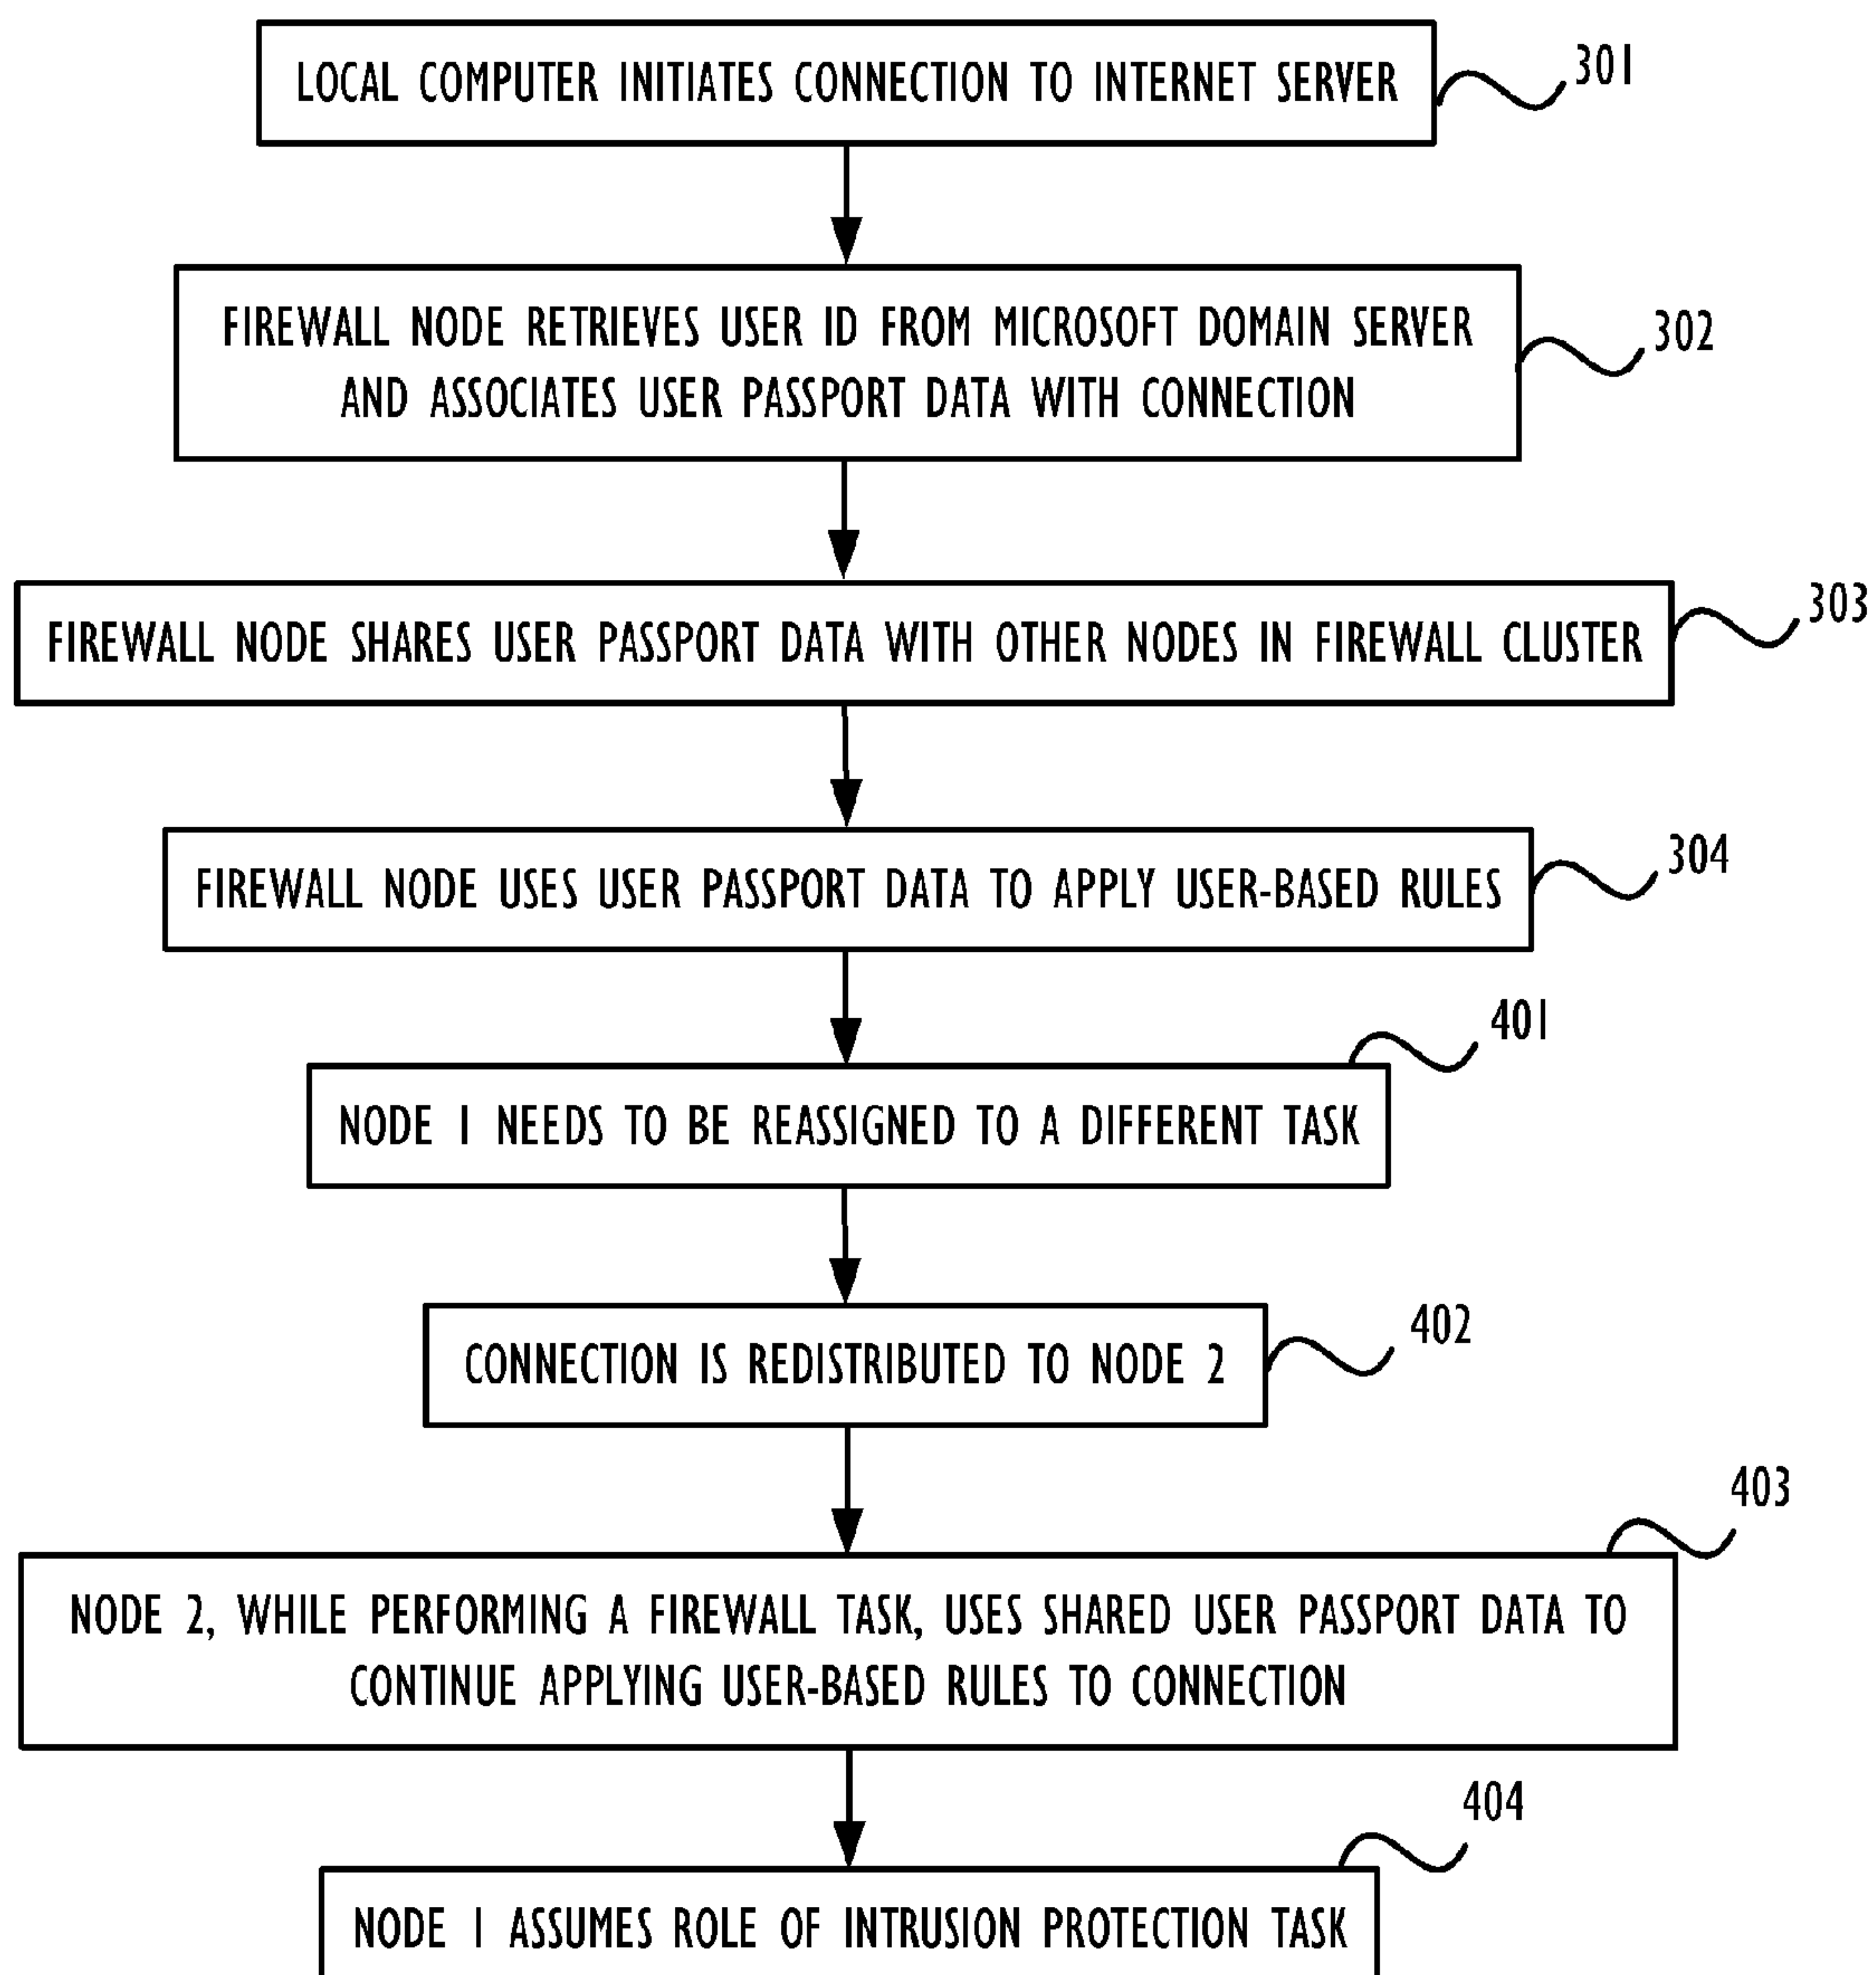 LOCAL COMPUTER INITIATES CONNECTION TO INTERNET SERVER
301
FIREWALL NODE RETRIEVES USER ID FROM MICROSOFT DOMAIN SERVER
AND ASSOCIATES USER PASSPORT DATA WITH CONNECTION
302
FIREWALL NODE SHARES USER PASSPORT DATA WITH OTHER NODES IN FIREWALL CLUSTER
303
FIREWALL NODE USES USER PASSPORT DATA TO APPLY USER-BASED RULES
304
401
NODE 1 NEEDS TO BE REASSIGNED TO A DIFFERENT TASK
402
CONNECTION IS REDISTRIBUTED TO NODE 2
403
NODE 2, WHILE PERFORMING A FIREWALL TASK, USES SHARED USER PASSPORT DATA TO
CONTINUE APPLYING USER-BASED RULES TO CONNECTION
404
NODE 1 ASSUMES ROLE OF INTRUSION PROTECTION TASK